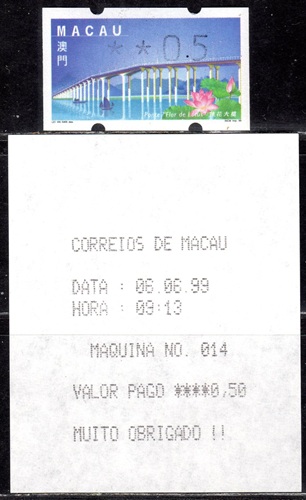 MACAU
澳門
**0.5
Ponte Flor de Lótus 蓮花大橋
CORREIOS DE MACAU
DATA : 06.06.99
HORA : 09:13
MAQUINA NO. 014
VALOR PAGO ****0,50
MUITO OBRIGADO !!